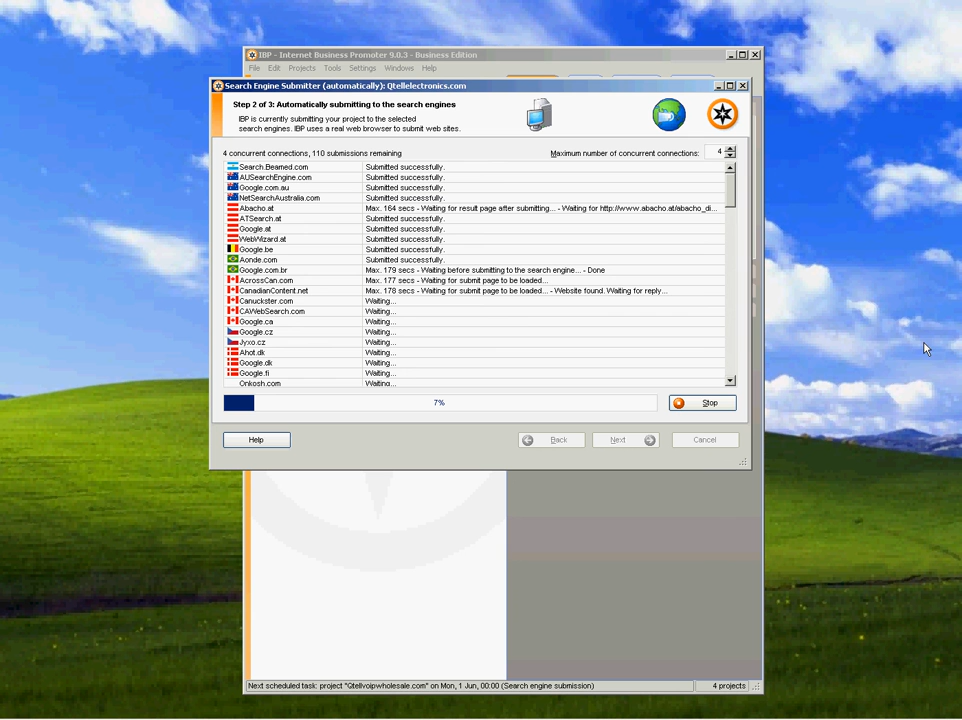 IBP - Internet Business Promoter 9.0.3 - Business Edition
File Edit Projects Tools Settings Windows Help
Search Engine Submitter (automatically): Qtellelectronics.com
Step 2 of 3: Automatically submitting to the search engines
IBP is currently submitting your project to the selected
search engines. IBP uses a real web browser to submit web sites.
4 concurrent connections, 110 submissions remaining Maximum number of concurrent connections: 4
Search.Beamed.com Submitted successfully.
AUSearchEngine.com Submitted successfully.
Google.com.au Submitted successfully.
NetSearchAustralia.com Submitted successfully.
Abacho.at Max. 164 secs - Waiting for result page after submitting... - Waiting for http://www.abacho.at/abacho_di...
ATSearch.at Submitted successfully.
Google.at Submitted successfully.
WebWizard.at Submitted successfully.
Google.be Submitted successfully.
Aonde.com Submitted successfully.
Google.com.br Max. 179 secs - Waiting before submitting to the search engine... - Done
AcrossCan.com Max. 177 secs - Waiting for submit page to be loaded...
CanadianContent.net Max. 178 secs - Waiting for submit page to be loaded... - Website found. Waiting for reply...
Canuckster.com Waiting...
CAWebSearch.com Waiting...
Google.ca Waiting...
Google.cz Waiting...
Jyxo.cz Waiting...
Ahot.dk Waiting...
Google.dk Waiting...
Google.fi Waiting...
Onkosh.com Waiting...
7% Stop
Help Back Next Cancel
Next scheduled task: project "Qtellvoipwholesale.com" on Mon, 1 Jun, 00:00 (Search engine submission) 4 projects